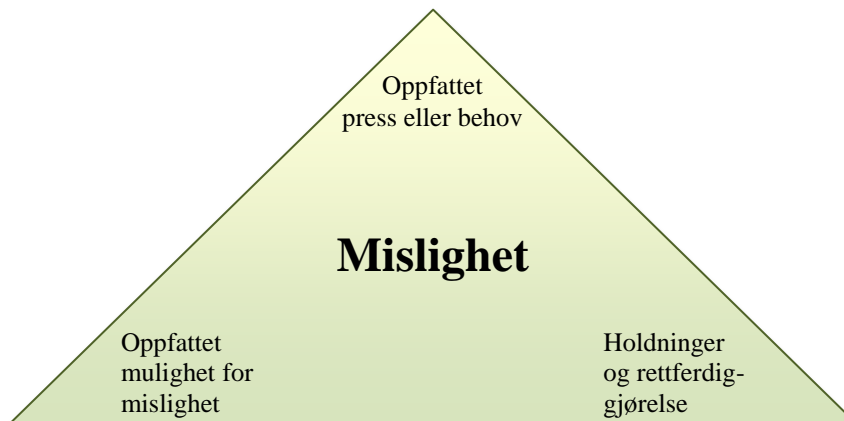 Oppfattet
press eller behov
Mislighet
Oppfattet
mulighet for
mislighet
Holdninger
og rettferdig-
gjørelse